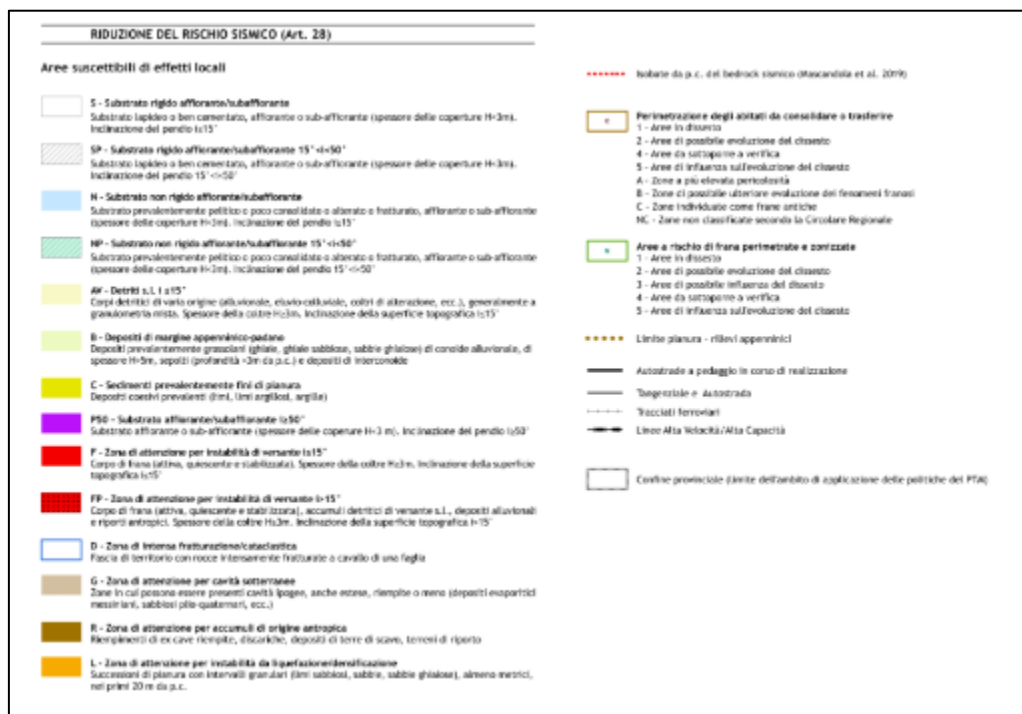 RIDUZIONE DEL RISCHIO SISMICO (Art. 28)
Aree suscettibili di effetti locali
S - Substrato rigido affiorante/subaffiorante
Substrato lapideo o ben cementato, affiorante o sub-affiorante (spessore delle coperture H<3m).
Inclinazione del pendio i≤15°
SP - Substrato rigido affiorante/subaffiorante 15°<i<50°
Substrato lapideo o ben cementato, affiorante o sub-affiorante (spessore delle coperture H<3m).
Inclinazione del pendio 15°<i<50°
N - Substrato non rigido affiorante/subaffiorante
Substrato prevalentemente pelitico o poco consolidato o alterato o fratturato, affiorante o sub-affiorante
(spessore delle coperture H<3m). Inclinazione del pendio i≤15°
NP - Substrato non rigido affiorante/subaffiorante 15°<i<50°
Substrato prevalentemente pelitico o poco consolidato o alterato o fratturato, affiorante o sub-affiorante
(spessore delle coperture H<3m). Inclinazione del pendio 15°<i<50°
AV - Detriti s.l. i ≤15°
Corpi detritici di varia origine (alluvionale, eluvio-colluviale, coltri di alterazione, ecc.), generalmente a
granulometria mista. Spessore della coltre H≥3m. Inclinazione della superficie topografica i≤15°
B - Depositi di margine appenninico-padano
Depositi prevalentemente grossolani (ghiaie, ghiaie sabbiose, sabbie ghiaiose) di conoide alluvionale, di
spessore H>5m, sepolti (profondità >3m da p.c.) e depositi di interconoide
C - Sedimenti prevalentemente fini di pianura
Depositi coesivi prevalenti (limi, limi argillosi, argille)
P50 - Substrato affiorante/subaffiorante i≥50°
Substrato affiorante o sub-affiorante (spessore delle coperture H<3 m). Inclinazione del pendio i≥50°
F - Zona di attenzione per instabilità di versante i≤15°
Corpo di frana (attiva, quiescente e stabilizzata). Spessore della coltre H≥3m. Inclinazione della superficie
topografica i≤15°
FP - Zona di attenzione per instabilità di versante i>15°
Corpo di frana (attiva, quiescente e stabilizzata), accumuli detritici di versante s.l., depositi alluvionali
e riporti antropici. Spessore della coltre H≥3m. Inclinazione della superficie topografica i>15°
D - Zona di intensa fratturazione/cataclastica
Fascia di territorio con rocce intensamente fratturate a cavallo di una faglia
G - Zona di attenzione per cavità sotterranee
Zone in cui possono essere presenti cavità ipogee, anche estese, riempite o meno (depositi evaporitici
messiniani, sabbiosi plio-quaternari, ecc.)
R - Zona di attenzione per accumuli di origine antropica
Riempimenti di ex cave riempite, discariche, depositi di terre di scavo, terreni di riporto
L - Zona di attenzione per instabilità da liquefazione/densificazione
Successioni di pianura con intervalli granulari (limi sabbiosi, sabbie, sabbie ghiaiose), almeno metrici,
nei primi 20 m da p.c.
Isobate da p.c. del bedrock sismico (Mascandola et al. 2019)
Perimetrazione degli abitati da consolidare o trasferire
1 - Aree in dissesto
2 - Aree di possibile evoluzione del dissesto
4 - Aree da sottoporre a verifica
5 - Aree di influenza sull'evoluzione del dissesto
A - Zone a più elevata pericolosità
B - Zone di possibile ulteriore evoluzione dei fenomeni franosi
C - Zone individuate come frane antiche
NC - Zone non classificate secondo la Circolare Regionale
Aree a rischio di frana perimetrate e zonizzate
1 - Aree in dissesto
2 - Aree di possibile evoluzione del dissesto
3 - Aree di possibile influenza del dissesto
4 - Aree da sottoporre a verifica
5 - Aree di influenza sull'evoluzione del dissesto
Limite pianura - rilievi appenninici
Autostrade a pedaggio in corso di realizzazione
Tangenziale e Autostrada
Tracciati ferroviari
Linee Alta Velocità/Alta Capacità
Confine provinciale (Limite dell'ambito di applicazione delle politiche del PTM)